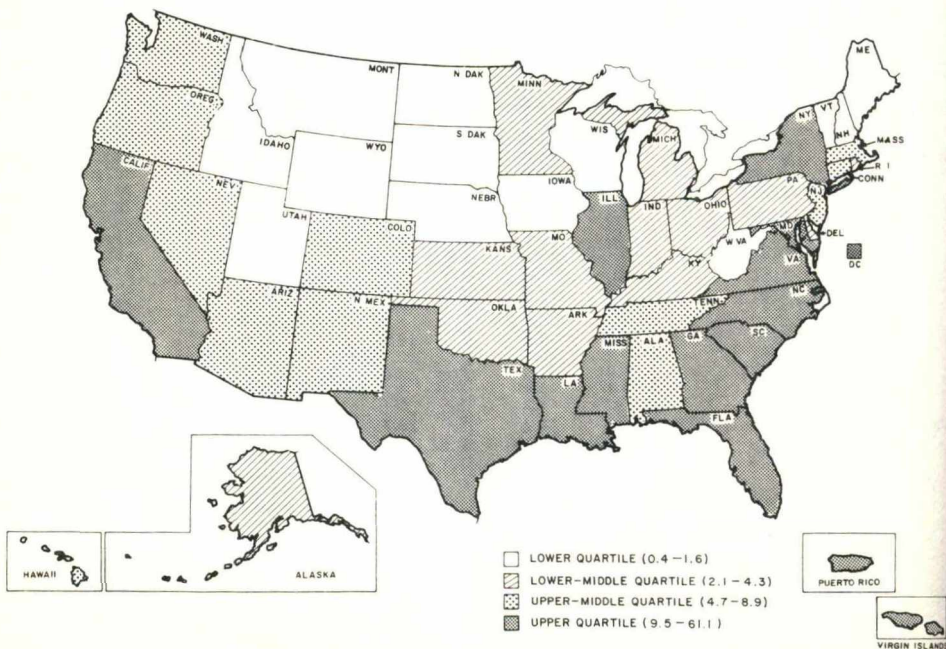 WASH
MONT
N DAK
MINN
ME
OREG
IDAHO
WYO
S DAK
WIS
MICH
NY
VT
NH
MASS
R I
CONN
CALIF
NEV
UTAH
COLO
NEBR
IOWA
ILL
IND
OHIO
PA
NJ
MD
DEL
W VA
VA
DC
KANS
MO
KY
ARIZ
N MEX
OKLA
ARK
TENN
NC
SC
TEX
LA
MISS
ALA
GA
FLA
HAWAII
ALASKA
LOWER QUARTILE (0.4 – 1.6)
LOWER-MIDDLE QUARTILE (2.1 – 4.3)
UPPER-MIDDLE QUARTILE (4.7 – 8.9)
UPPER QUARTILE (9.5 – 61.1)
PUERTO RICO
VIRGIN ISLAND